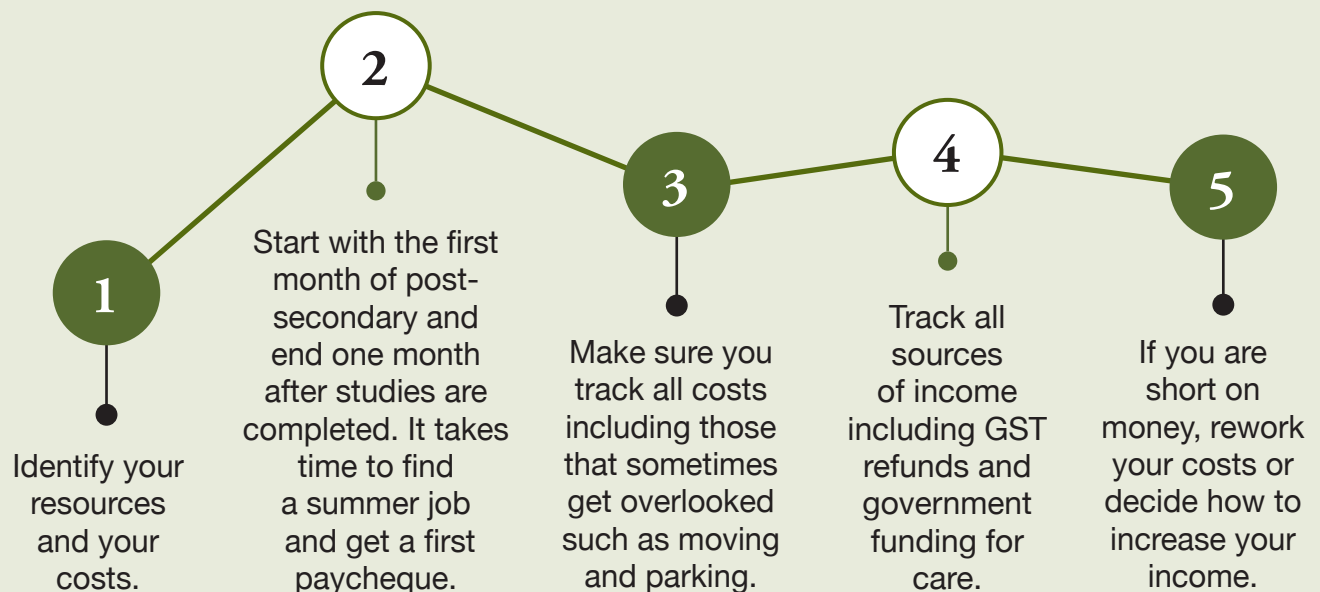 1
Identify your
resources
and your
costs.
2
Start with the first
month of post-
secondary and
end one month
after studies are
completed. It takes
time to find
a summer job
and get a first
paycheque.
3
Make sure you
track all costs
including those
that sometimes
get overlooked
such as moving
and parking.
4
Track all
sources
of income
including GST
refunds and
government
funding for
care.
5
If you are
short on
money, rework
your costs or
decide how to
increase your
income.